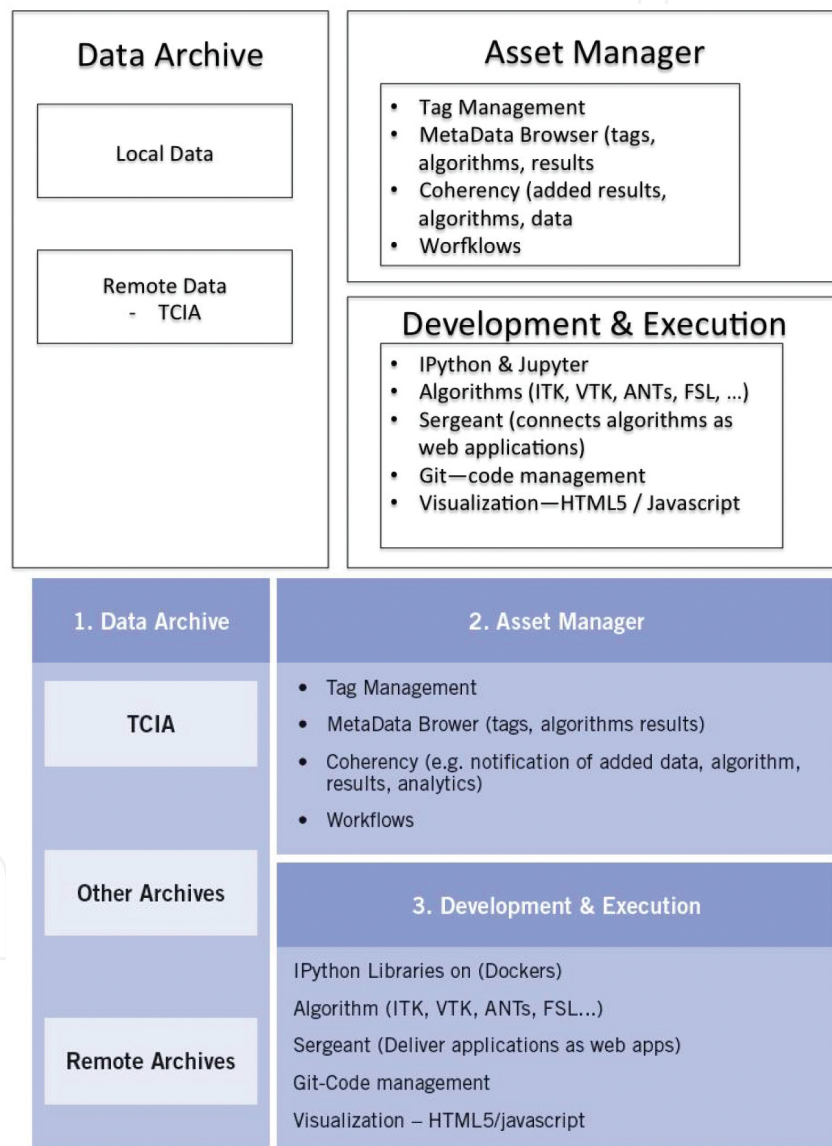 Data Archive
Local Data
Remote Data
- TCIA
Asset Manager
• Tag Management
• MetaData Browser (tags,
algorithms, results
• Coherency (added results,
algorithms, data
• Worfklows
Development & Execution
• IPython & Jupyter
• Algorithms (ITK, VTK, ANTs, FSL, ...)
• Sergeant (connects algorithms as
web applications)
• Git—code management
• Visualization—HTML5 / Javascript
1. Data Archive
TCIA
Other Archives
Remote Archives
2. Asset Manager
• Tag Management
• MetaData Brower (tags, algorithms results)
• Coherency (e.g. notification of added data, algorithm,
results, analytics)
• Workflows
3. Development & Execution
IPython Libraries on (Dockers)
Algorithm (ITK, VTK, ANTs, FSL...)
Sergeant (Deliver applications as web apps)
Git-Code management
Visualization – HTML5/javascript